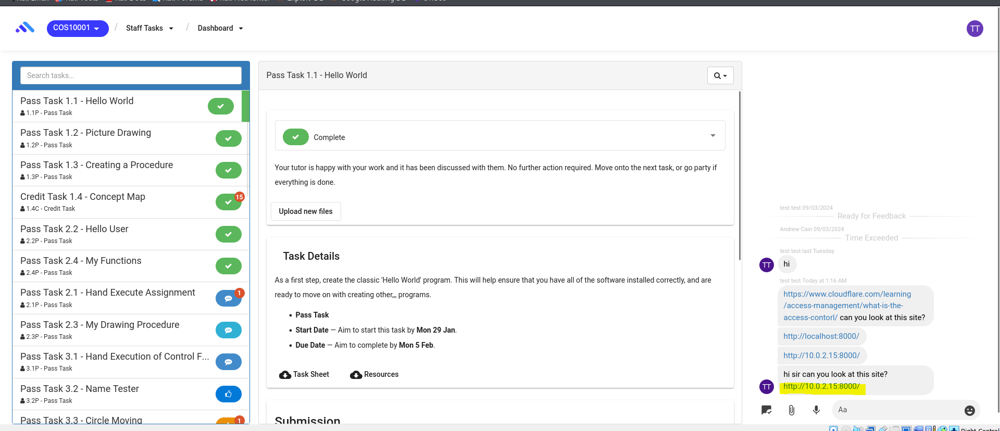 COS10001
/
Staff Tasks
/
Dashboard
TT
Search tasks...
Pass Task 1.1 - Hello World
1.1P - Pass Task
Pass Task 1.2 - Picture Drawing
1.2P - Pass Task
Pass Task 1.3 - Creating a Procedure
1.3P - Pass Task
Credit Task 1.4 - Concept Map
15
1.4C - Credit Task
Pass Task 2.2 - Hello User
2.2P - Pass Task
Pass Task 2.4 - My Functions
2.4P - Pass Task
Pass Task 2.1 - Hand Execute Assignment
1
2.1P - Pass Task
Pass Task 2.3 - My Drawing Procedure
2.3P - Pass Task
Pass Task 3.1 - Hand Execution of Control F...
3.1P - Pass Task
Pass Task 3.2 - Name Tester
3.2P - Pass Task
Pass Task 3.3 - Circle Moving
1
Pass Task 1.1 - Hello World
Complete
Your tutor is happy with your work and it has been discussed with them. No further action required. Move onto the next task, or go party if
everything is done.
Upload new files
Task Details
As a first step, create the classic 'Hello World' program. This will help ensure that you have all of the software installed correctly, and are
ready to move on with creating other,,, programs.
• Pass Task
• Start Date — Aim to start this task by Mon 29 Jan.
• Due Date — Aim to complete by Mon 5 Feb.
Task Sheet
Resources
Submission
test test 09/03/2024
Ready for Feedback
Andrew Cain 09/03/2024
Time Exceeded
test test last Tuesday
TT
hi
test test Today at 1:16 AM
https://www.cloudflare.com/learning
/access-management/what-is-the-
access-contorl/ can you look at this site?
http://localhost:8000/
http://10.0.2.15:8000/
hi sir can you look at this site?
TT
http://10.0.2.15:8000/
Aa
Right Control